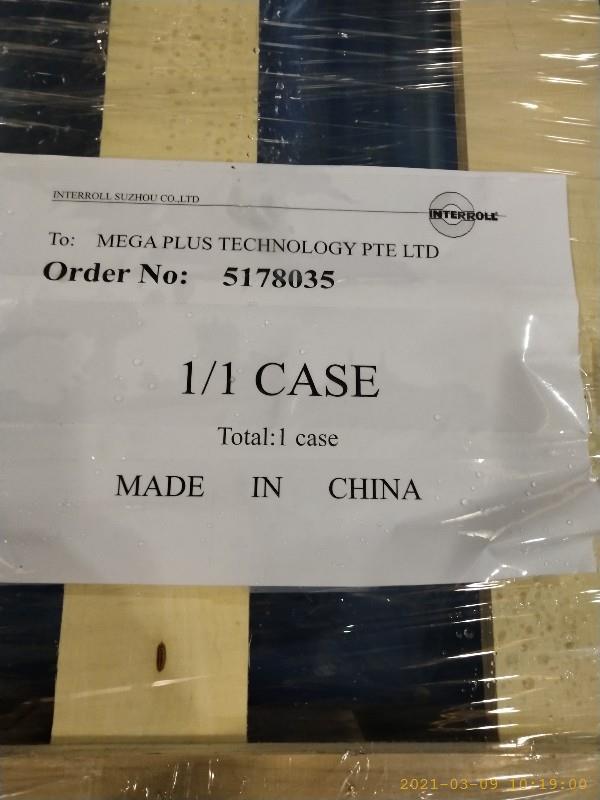 INTERROLL SUZHOU CO.,LTD
INTERROLL
To: MEGA PLUS TECHNOLOGY PTE LTD
Order No: 5178035
1/1 CASE
Total:1 case
MADE IN CHINA
2021-03-09 10:19:00